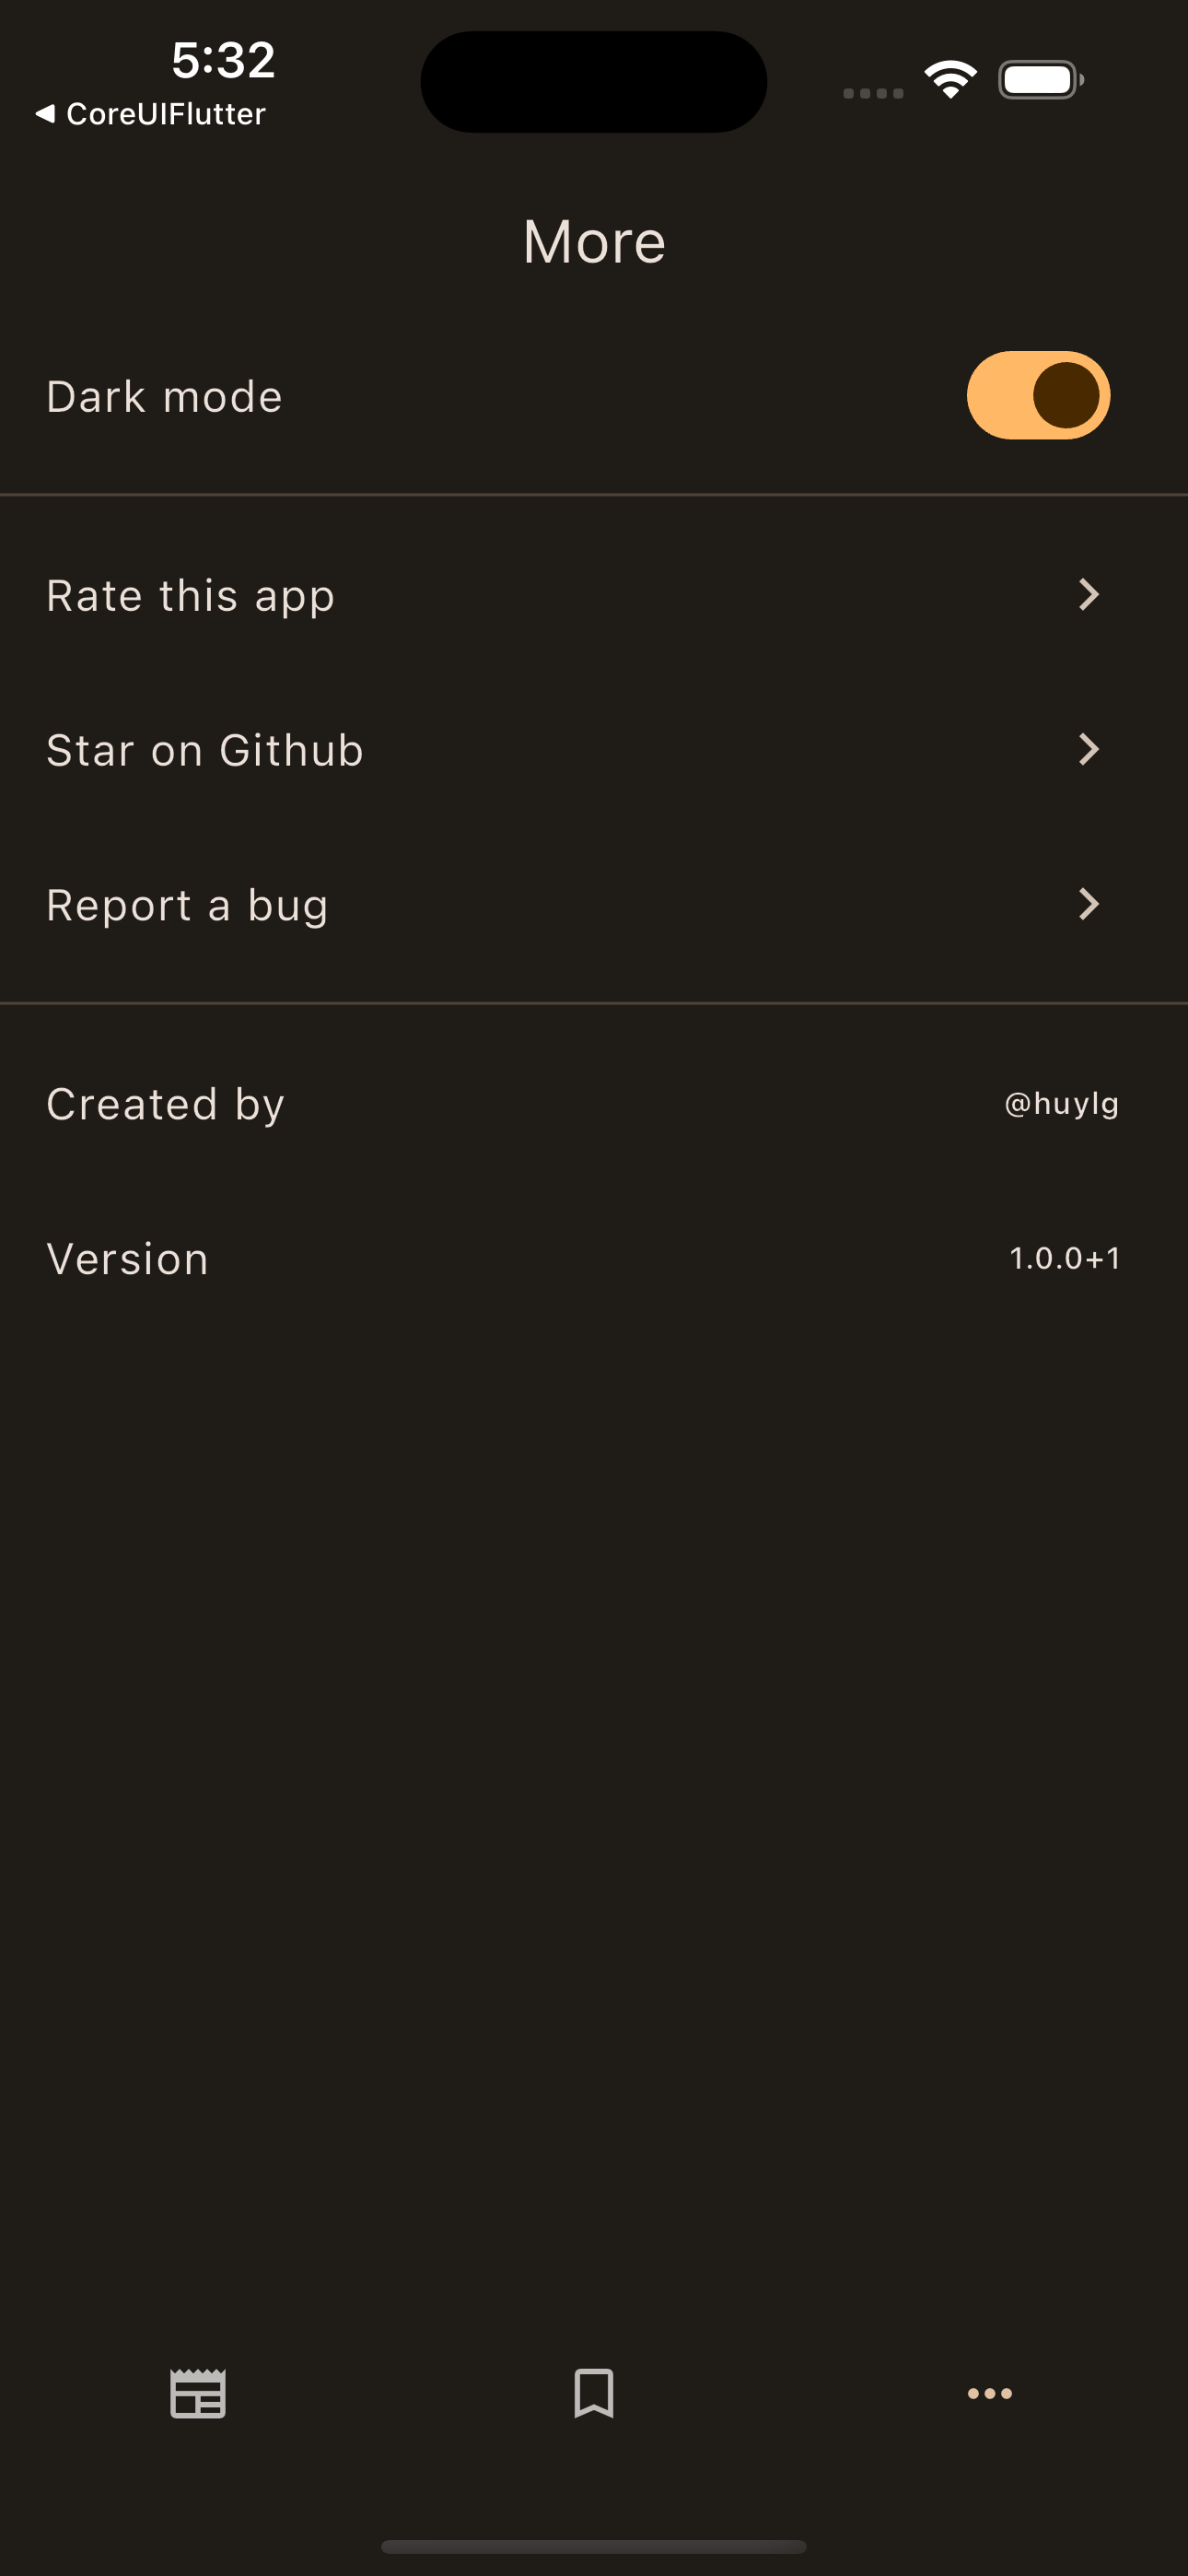 5:32
CoreUIFlutter
More
Dark mode
Rate this app
Star on Github
Report a bug
Created by
@huylg
Version
1.0.0+1